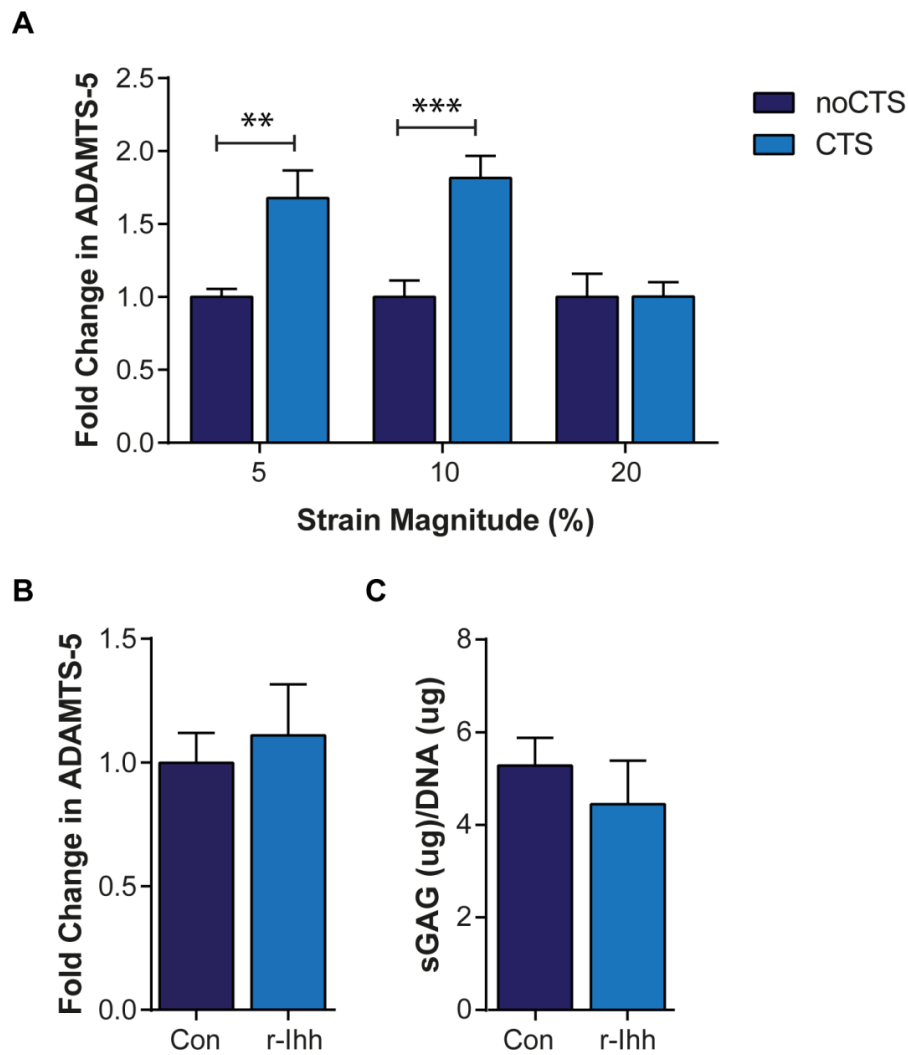 A
Fold Change in ADAMTS-5
2.5
2.0
1.5
1.0
0.5
0.0
**
***
noCTS
CTS
5
10
20
Strain Magnitude (%)
B
Fold Change in ADAMTS-5
1.5
1.0
0.5
0.0
Con
r-Ihh
C
sGAG (ug)/DNA (ug)
8
6
4
2
0
Con
r-Ihh